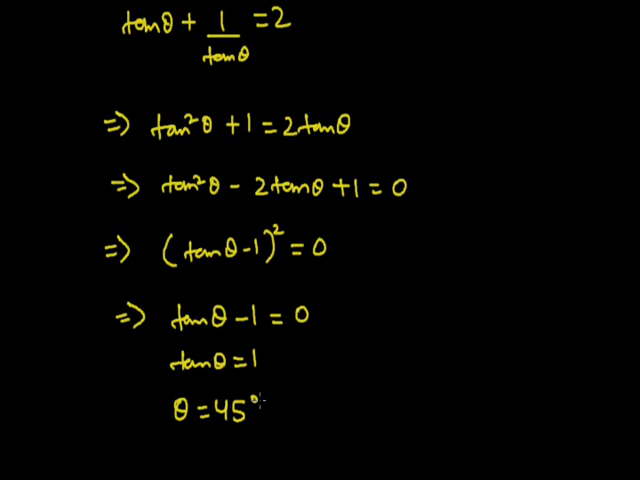 tanθ + 1/tanθ = 2
=> tan²θ + 1 = 2tanθ
=> tan²θ - 2tanθ + 1 = 0
=> (tanθ - 1)² = 0
=> tanθ - 1 = 0
tanθ = 1
θ = 45°